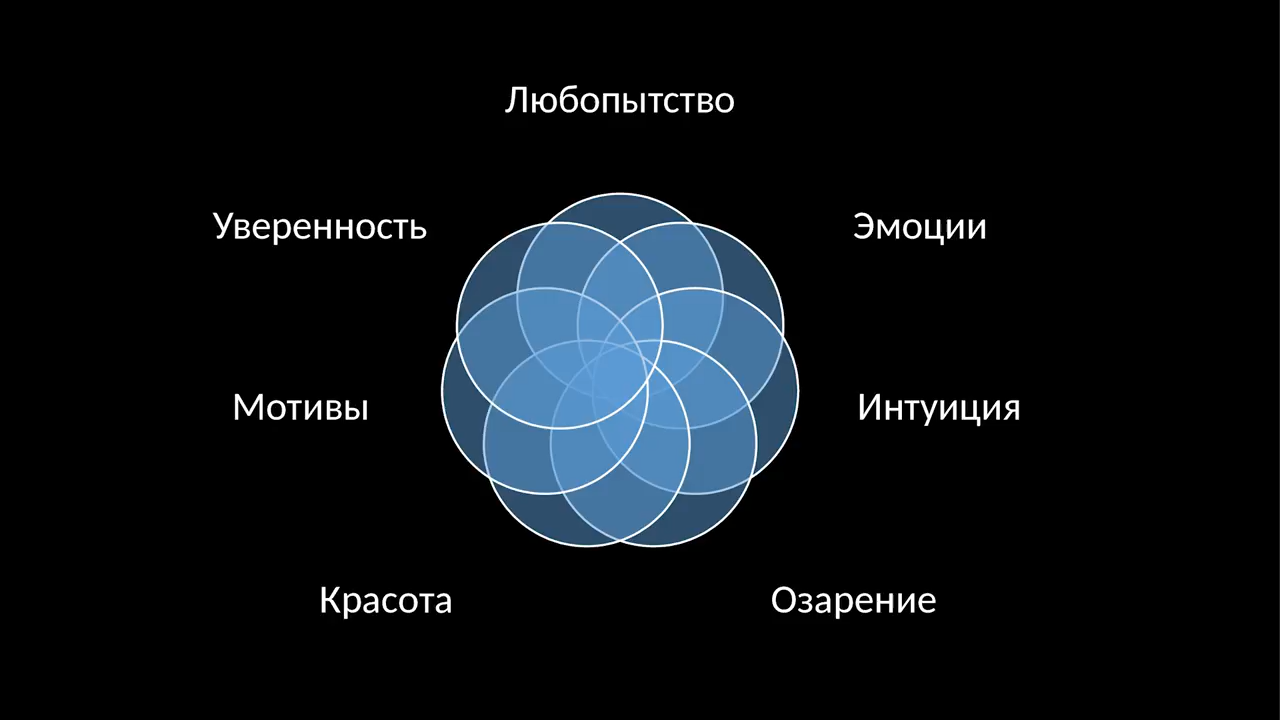 Любопытство
Уверенность
Эмоции
Мотивы
Интуиция
Красота
Озарение